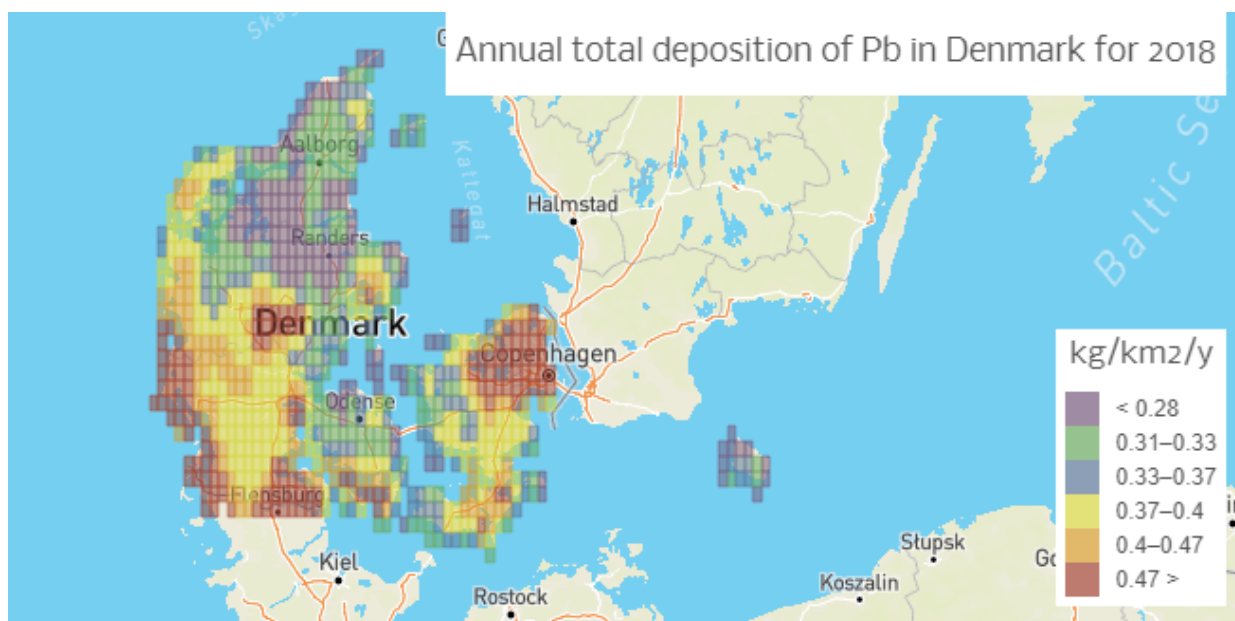 Annual total deposition of Pb in Denmark for 2018
Aalborg
Kattegat
Halmstad
Randers
Baltic Se
Denmark
Copenhagen
Odense
Flensburg
Kiel
Rostock
Słupsk
Koszalin
kg/km2/y
< 0.28
0.31–0.33
0.33–0.37
0.37–0.4
0.4–0.47
0.47 >